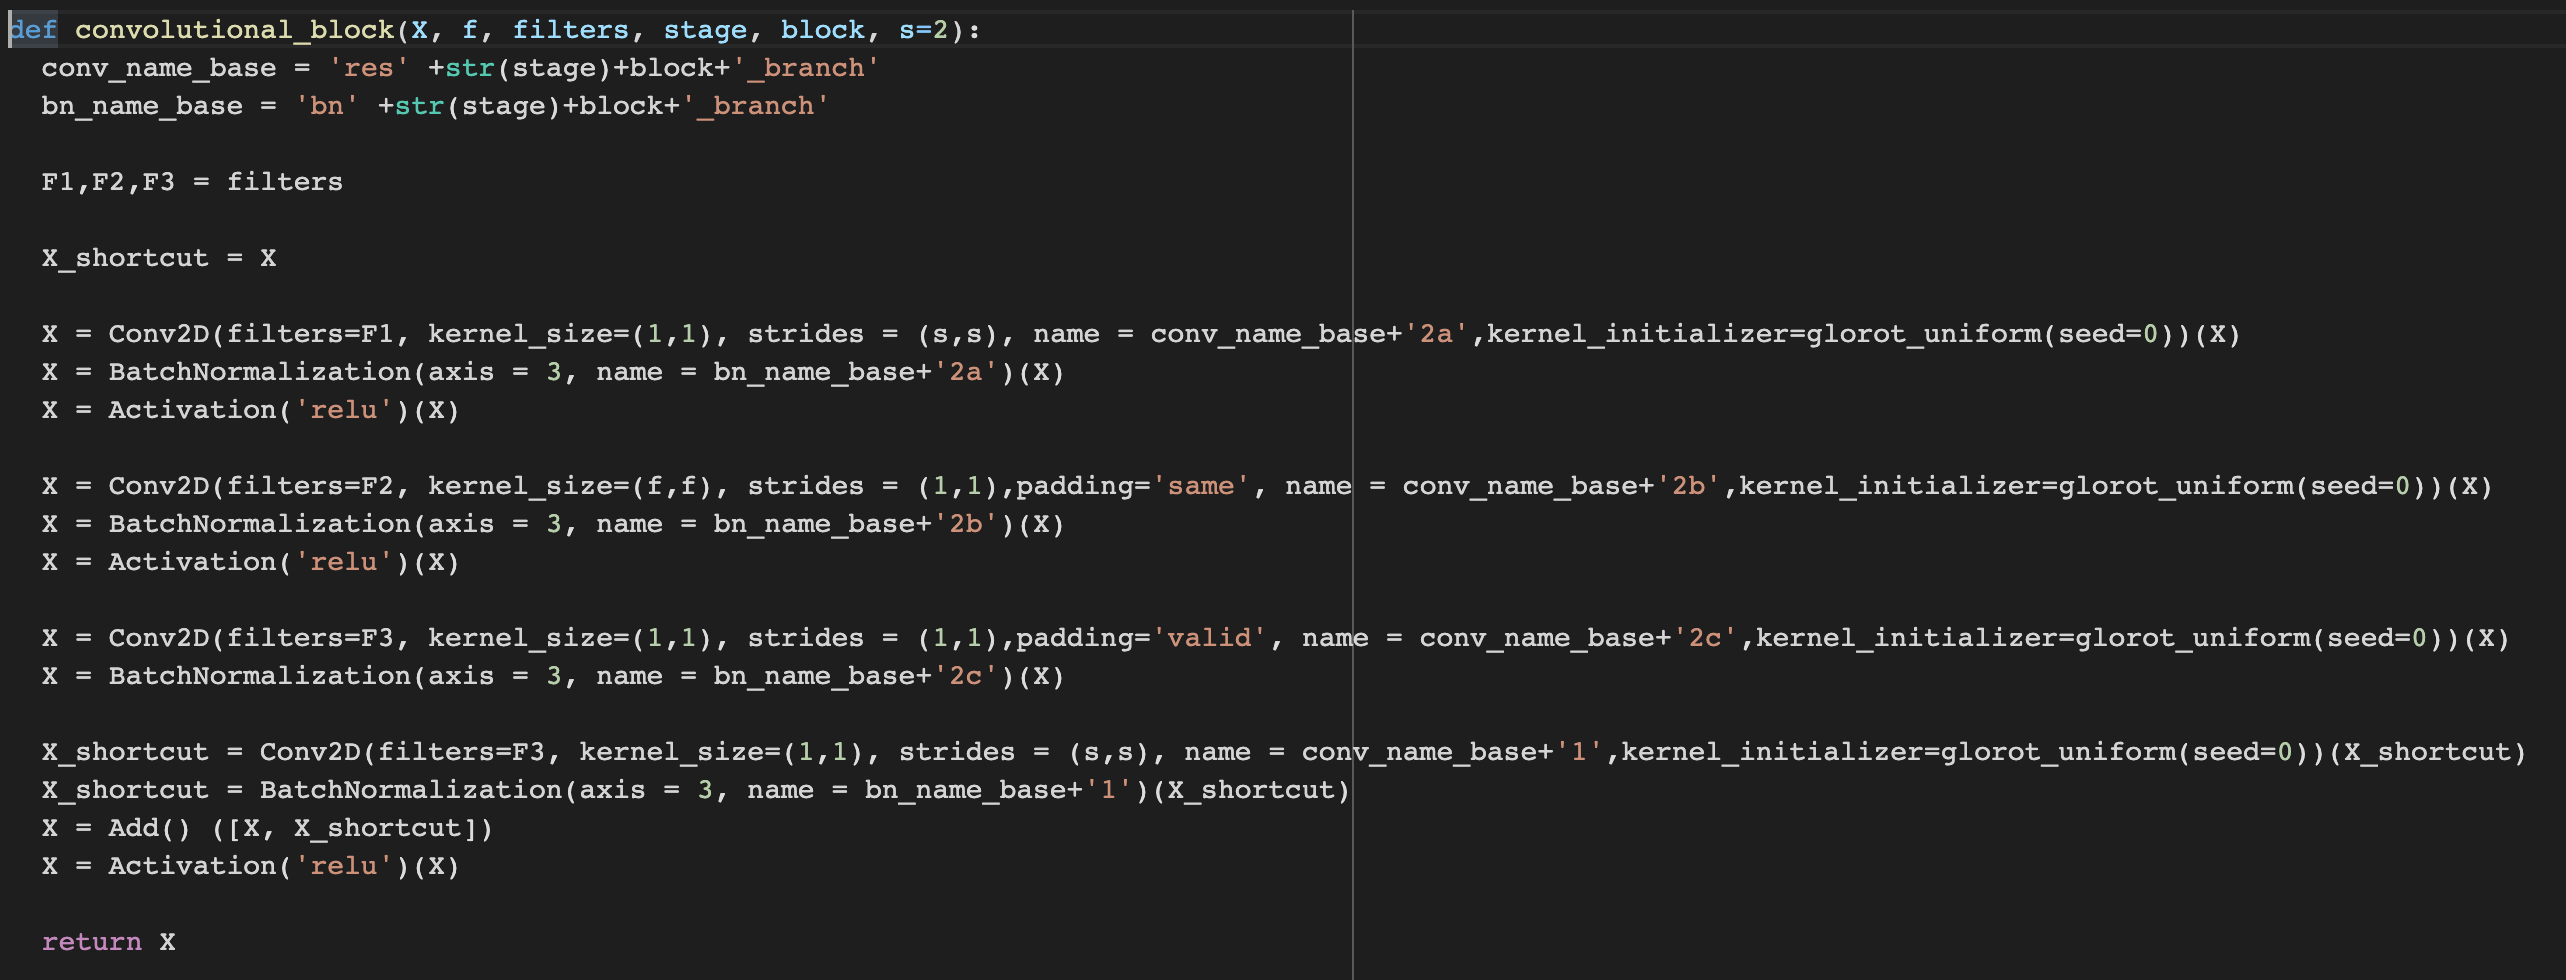 def convolutional_block(X, f, filters, stage, block, s=2):
  conv_name_base = 'res' +str(stage)+block+'_branch'
  bn_name_base = 'bn' +str(stage)+block+'_branch'

  F1,F2,F3 = filters

  X_shortcut = X

  X = Conv2D(filters=F1, kernel_size=(1,1), strides = (s,s), name = conv_name_base+'2a',kernel_initializer=glorot_uniform(seed=0))(X)
  X = BatchNormalization(axis = 3, name = bn_name_base+'2a')(X)
  X = Activation('relu')(X)

  X = Conv2D(filters=F2, kernel_size=(f,f), strides = (1,1),padding='same', name = conv_name_base+'2b',kernel_initializer=glorot_uniform(seed=0))(X)
  X = BatchNormalization(axis = 3, name = bn_name_base+'2b')(X)
  X = Activation('relu')(X)

  X = Conv2D(filters=F3, kernel_size=(1,1), strides = (1,1),padding='valid', name = conv_name_base+'2c',kernel_initializer=glorot_uniform(seed=0))(X)
  X = BatchNormalization(axis = 3, name = bn_name_base+'2c')(X)

  X_shortcut = Conv2D(filters=F3, kernel_size=(1,1), strides = (s,s), name = conv_name_base+'1',kernel_initializer=glorot_uniform(seed=0))(X_shortcut)
  X_shortcut = BatchNormalization(axis = 3, name = bn_name_base+'1')(X_shortcut)
  X = Add() ([X, X_shortcut])
  X = Activation('relu')(X)

  return X